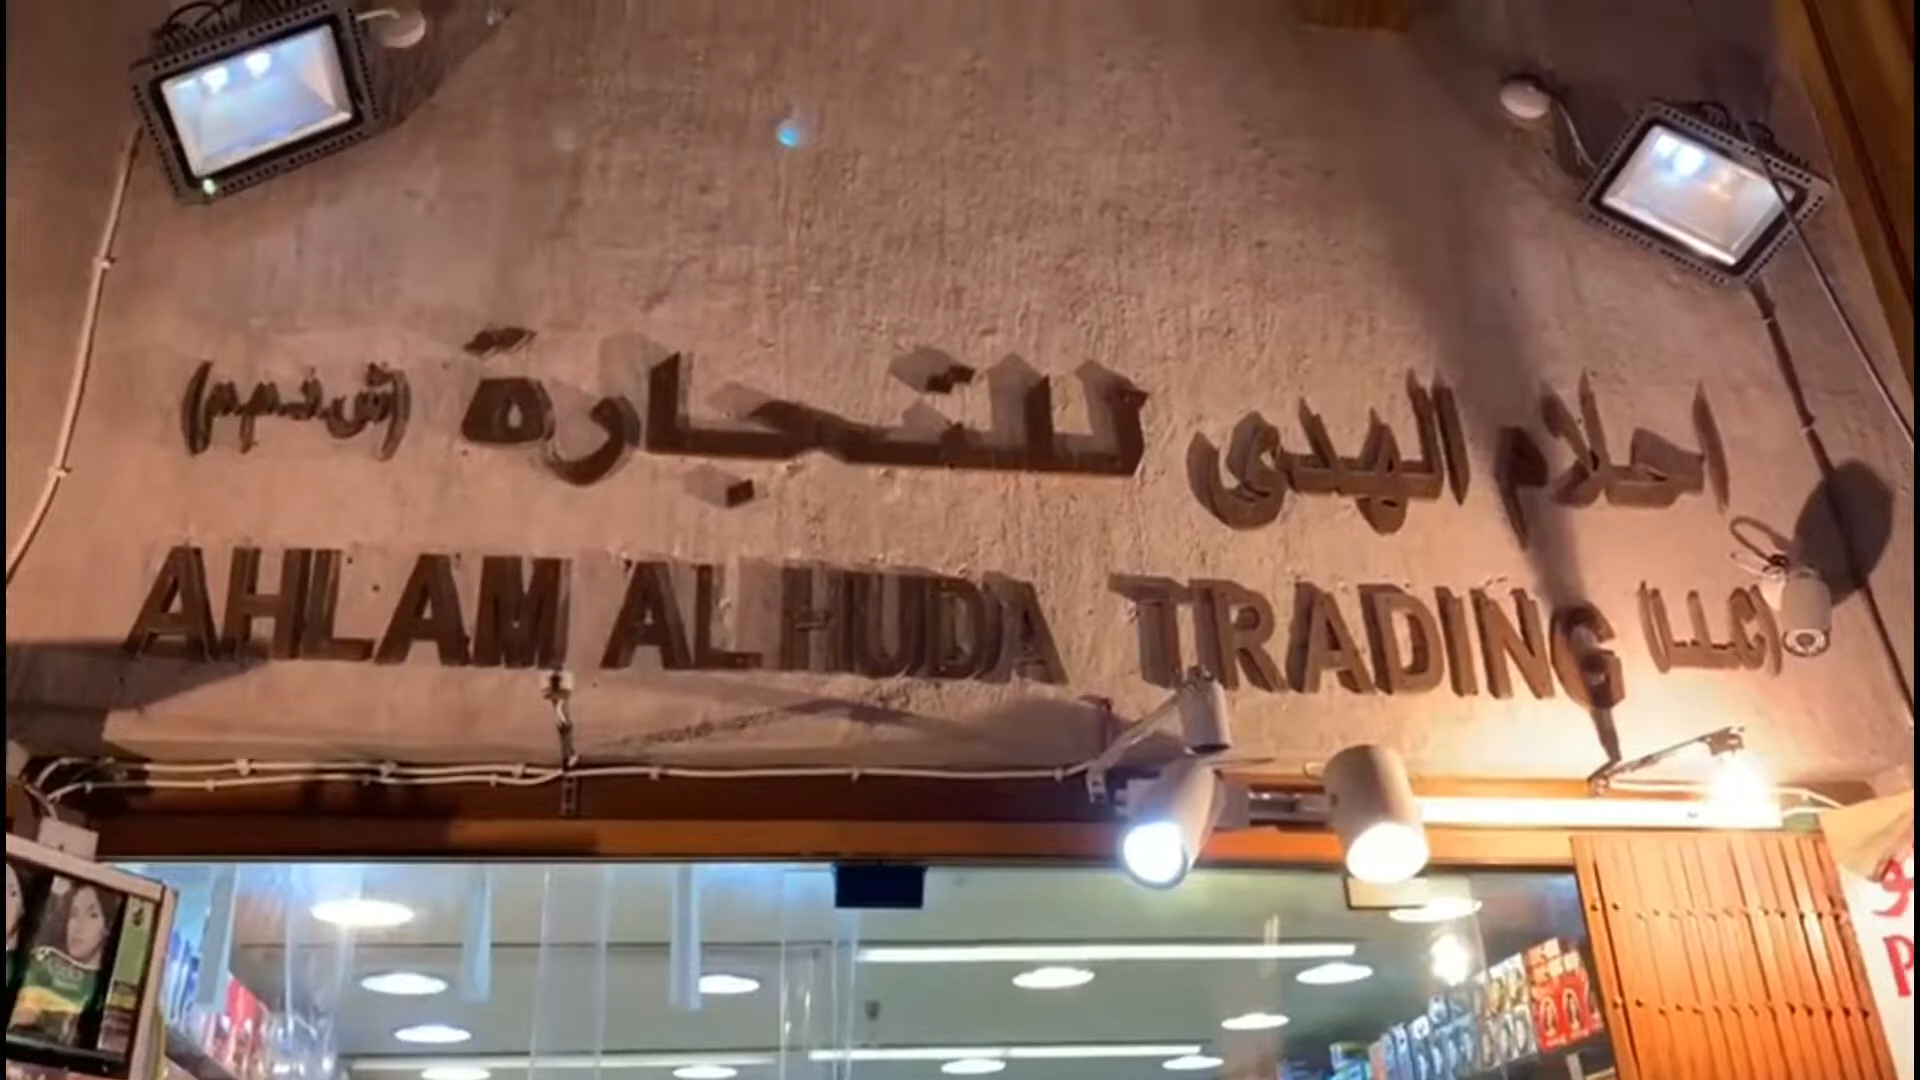 احلام الهدى للتجارة (ش.ذ.م.م)
AHLAM AL HUDA TRADING (LLC)